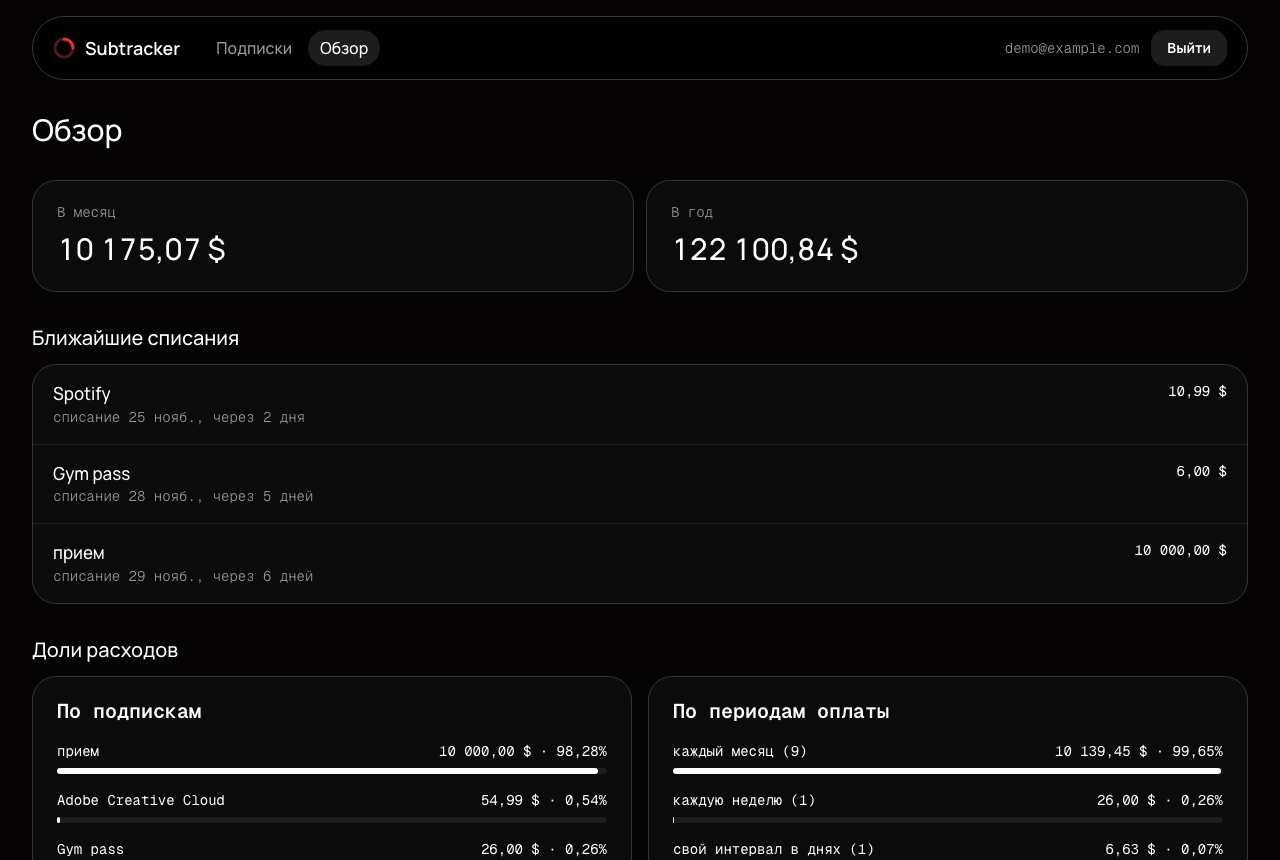 Subtracker Подписки Обзор demo@example.com Выйти
Обзор
В месяц
10 175,07 $
В год
122 100,84 $
Ближайшие списания
Spotify 10,99 $
списание 25 нояб., через 2 дня
Gym pass 6,00 $
списание 28 нояб., через 5 дней
прием 10 000,00 $
списание 29 нояб., через 6 дней
Доли расходов
По подпискам
прием 10 000,00 $ · 98,28%
Adobe Creative Cloud 54,99 $ · 0,54%
Gym pass 26,00 $ · 0,26%
По периодам оплаты
каждый месяц (9) 10 139,45 $ · 99,65%
каждую неделю (1) 26,00 $ · 0,26%
свой интервал в днях (1) 6,63 $ · 0,07%